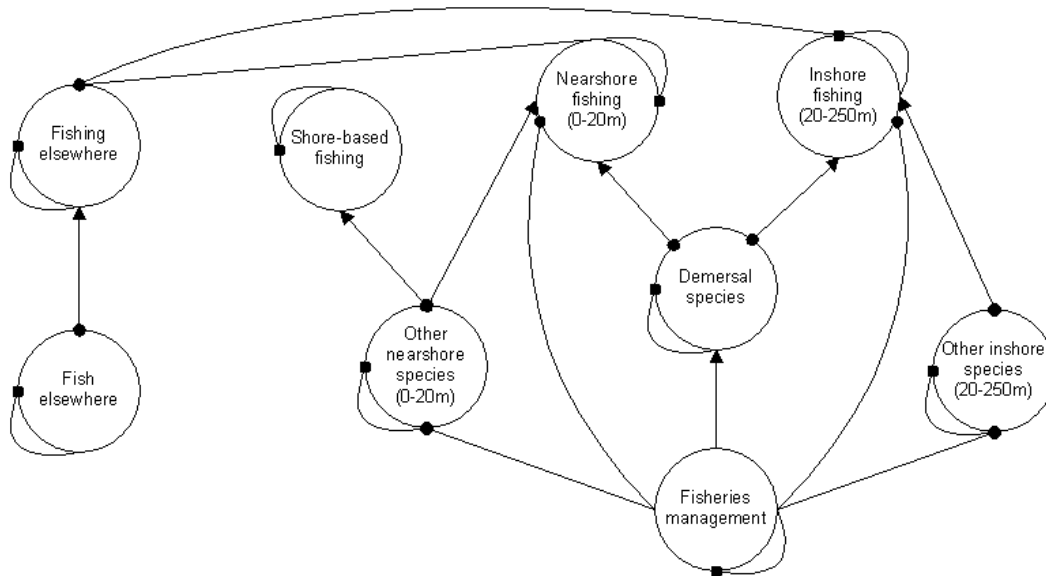 Fishing
elsewhere
Shore-based
fishing
Nearshore
fishing
(0-20m)
Inshore
fishing
(20-250m)
Demersal
species
Fish
elsewhere
Other
nearshore
species
(0-20m)
Other inshore
species
(20-250m)
Fisheries
management